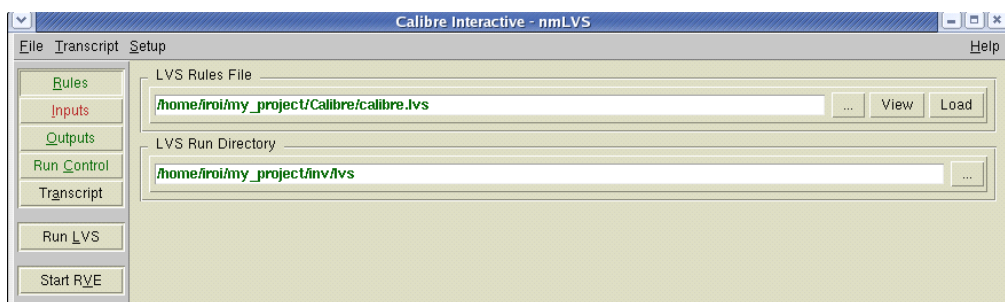 Calibre Interactive - nmLVS
File Transcript Setup Help
Rules
Inputs
Outputs
Run Control
Transcript
Run LVS
Start RVE
LVS Rules File
/home/iroi/my_project/Calibre/calibre.lvs ... View Load
LVS Run Directory
/home/iroi/my_project/inv/lvs ...